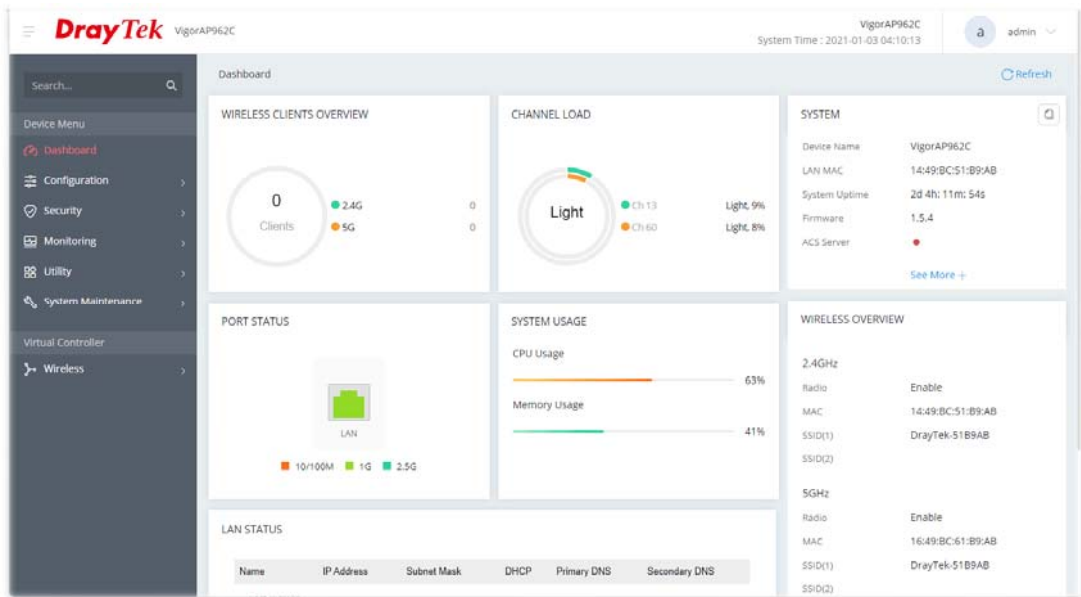 DrayTek VigorAP962C
VigorAP962C
System Time : 2021-01-03 04:10:13
a admin
Search...
Device Menu
Dashboard
Configuration
Security
Monitoring
Utility
System Maintenance
Virtual Controller
Wireless
Dashboard
Refresh
WIRELESS CLIENTS OVERVIEW
0
Clients
2.4G 0
5G 0
CHANNEL LOAD
Light
Ch 13 Light, 9%
Ch 60 Light, 8%
SYSTEM
Device Name VigorAP962C
LAN MAC 14:49:BC:51:B9:AB
System Uptime 2d 4h: 11m: 54s
Firmware 1.5.4
ACS Server
See More +
PORT STATUS
LAN
10/100M 1G 2.5G
SYSTEM USAGE
CPU Usage
63%
Memory Usage
41%
WIRELESS OVERVIEW
2.4GHz
Radio Enable
MAC 14:49:BC:51:B9:AB
SSID(1) DrayTek-51B9AB
SSID(2)
5GHz
Radio Enable
MAC 16:49:BC:61:B9:AB
SSID(1) DrayTek-51B9AB
SSID(2)
LAN STATUS
Name IP Address Subnet Mask DHCP Primary DNS Secondary DNS